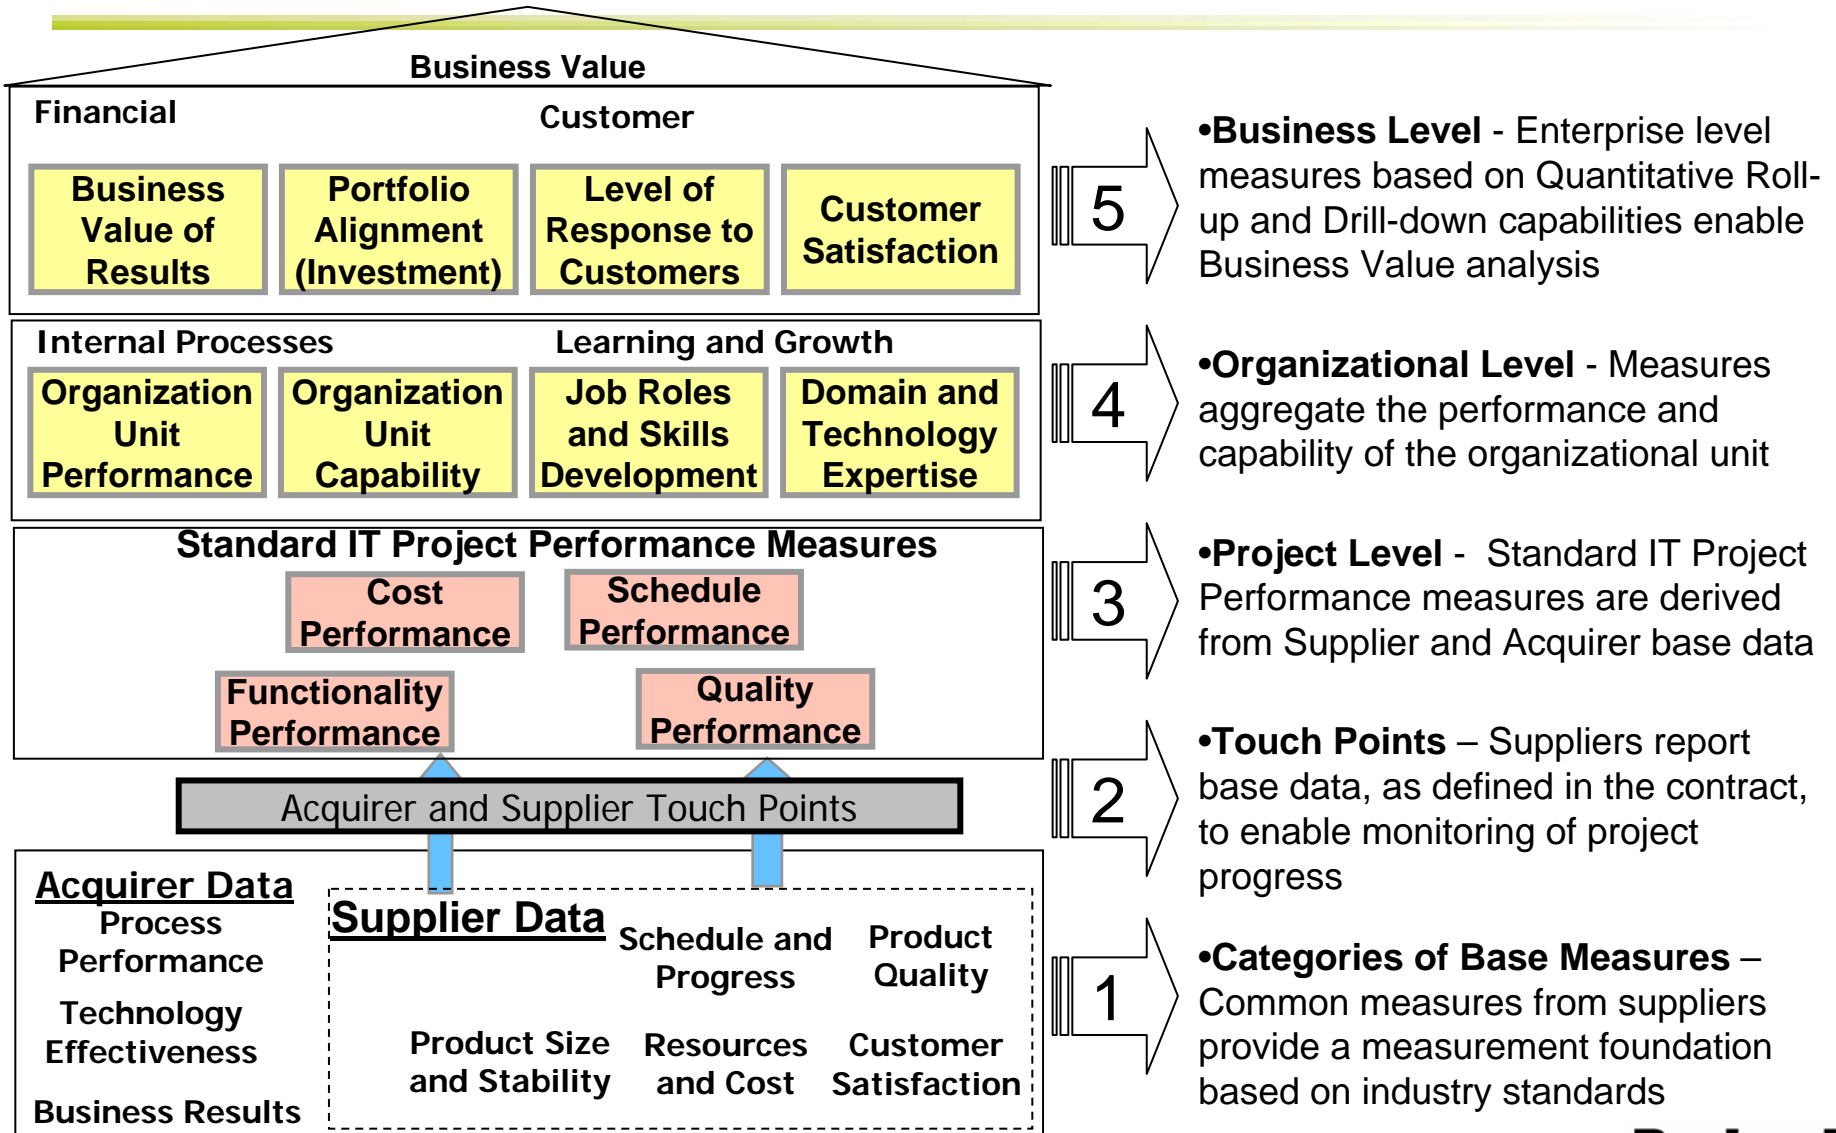 Business Value
Financial
Customer
Business
Value of
Results
Portfolio
Alignment
(Investment)
Level of
Response to
Customers
Customer
Satisfaction
5
•Business Level - Enterprise level
measures based on Quantitative Roll-
up and Drill-down capabilities enable
Business Value analysis
Internal Processes
Learning and Growth
Organization
Unit
Performance
Organization
Unit
Capability
Job Roles
and Skills
Development
Domain and
Technology
Expertise
4
•Organizational Level - Measures
aggregate the performance and
capability of the organizational unit
Standard IT Project Performance Measures
Cost
Performance
Schedule
Performance
Functionality
Performance
Quality
Performance
3
•Project Level - Standard IT Project
Performance measures are derived
from Supplier and Acquirer base data
Acquirer and Supplier Touch Points
2
•Touch Points – Suppliers report
base data, as defined in the contract,
to enable monitoring of project
progress
Acquirer Data
Process
Performance
Technology
Effectiveness
Business Results
Supplier Data
Schedule and
Progress
Product
Quality
Product Size
and Stability
Resources
and Cost
Customer
Satisfaction
1
•Categories of Base Measures –
Common measures from suppliers
provide a measurement foundation
based on industry standards